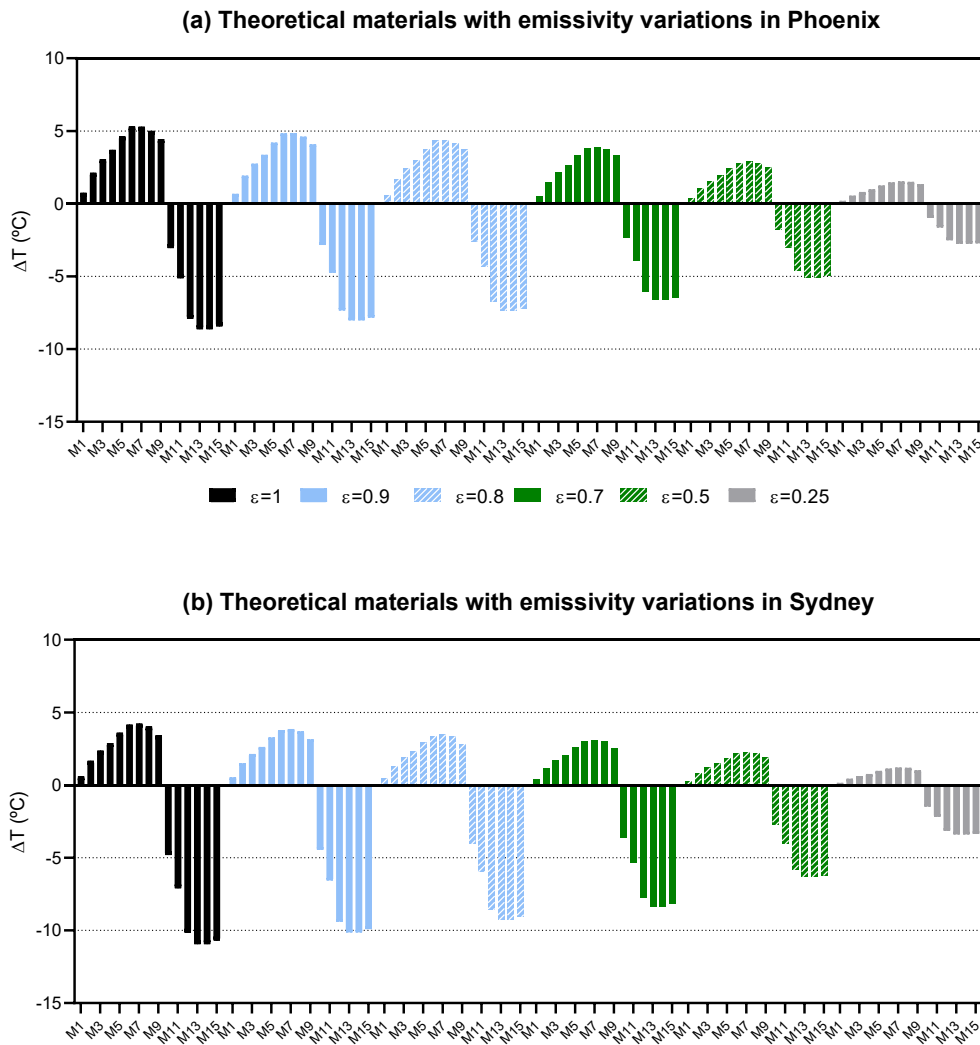 (a) Theoretical materials with emissivity variations in Phoenix
10
5
0
-5
-10
-15
ΔT (ºC)
M1 M3 M5 M7 M9 M11 M13 M15 M1 M3 M5 M7 M9 M11 M13 M15 M1 M3 M5 M7 M9 M11 M13 M15 M1 M3 M5 M7 M9 M11 M13 M15 M1 M3 M5 M7 M9 M11 M13 M15 M1 M3 M5 M7 M9 M11 M13 M15
ε=1 ε=0.9 ε=0.8 ε=0.7 ε=0.5 ε=0.25
(b) Theoretical materials with emissivity variations in Sydney
10
5
0
-5
-10
-15
ΔT (ºC)
M1 M3 M5 M7 M9 M11 M13 M15 M1 M3 M5 M7 M9 M11 M13 M15 M1 M3 M5 M7 M9 M11 M13 M15 M1 M3 M5 M7 M9 M11 M13 M15 M1 M3 M5 M7 M9 M11 M13 M15 M1 M3 M5 M7 M9 M11 M13 M15